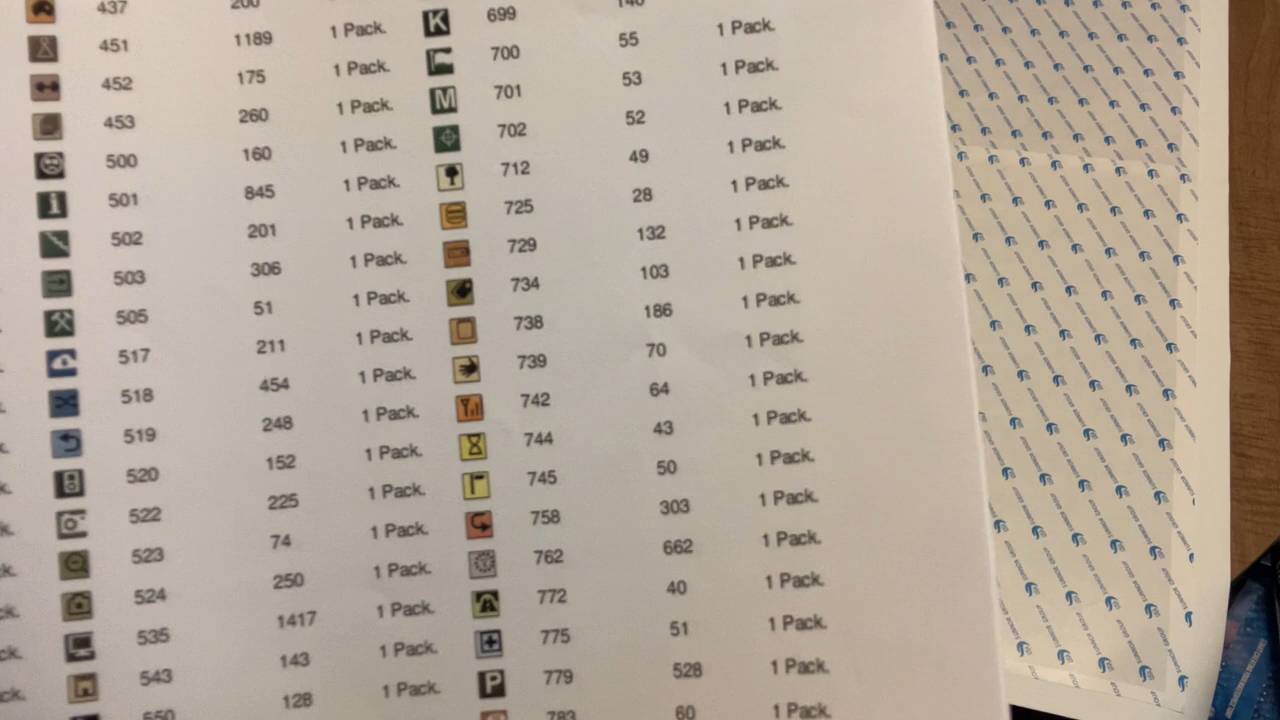 437 200
451 1189 1 Pack. K 699 140
452 175 1 Pack. 700 55 1 Pack.
453 260 1 Pack. M 701 53 1 Pack.
500 160 1 Pack. 702 52 1 Pack.
i 501 845 1 Pack. 712 49 1 Pack.
502 201 1 Pack. 725 28 1 Pack.
503 306 1 Pack. 729 132 1 Pack.
505 51 1 Pack. 734 103 1 Pack.
517 211 1 Pack. 738 186 1 Pack.
518 454 1 Pack. 739 70 1 Pack.
519 248 1 Pack. 742 64 1 Pack.
520 152 1 Pack. 744 43 1 Pack.
522 225 1 Pack. 745 50 1 Pack.
523 74 1 Pack. 758 303 1 Pack.
524 250 1 Pack. 762 662 1 Pack.
535 1417 1 Pack. 772 40 1 Pack.
543 143 1 Pack. 775 51 1 Pack.
550 128 1 Pack. P 779 528 1 Pack.
783 60 1 Pack.